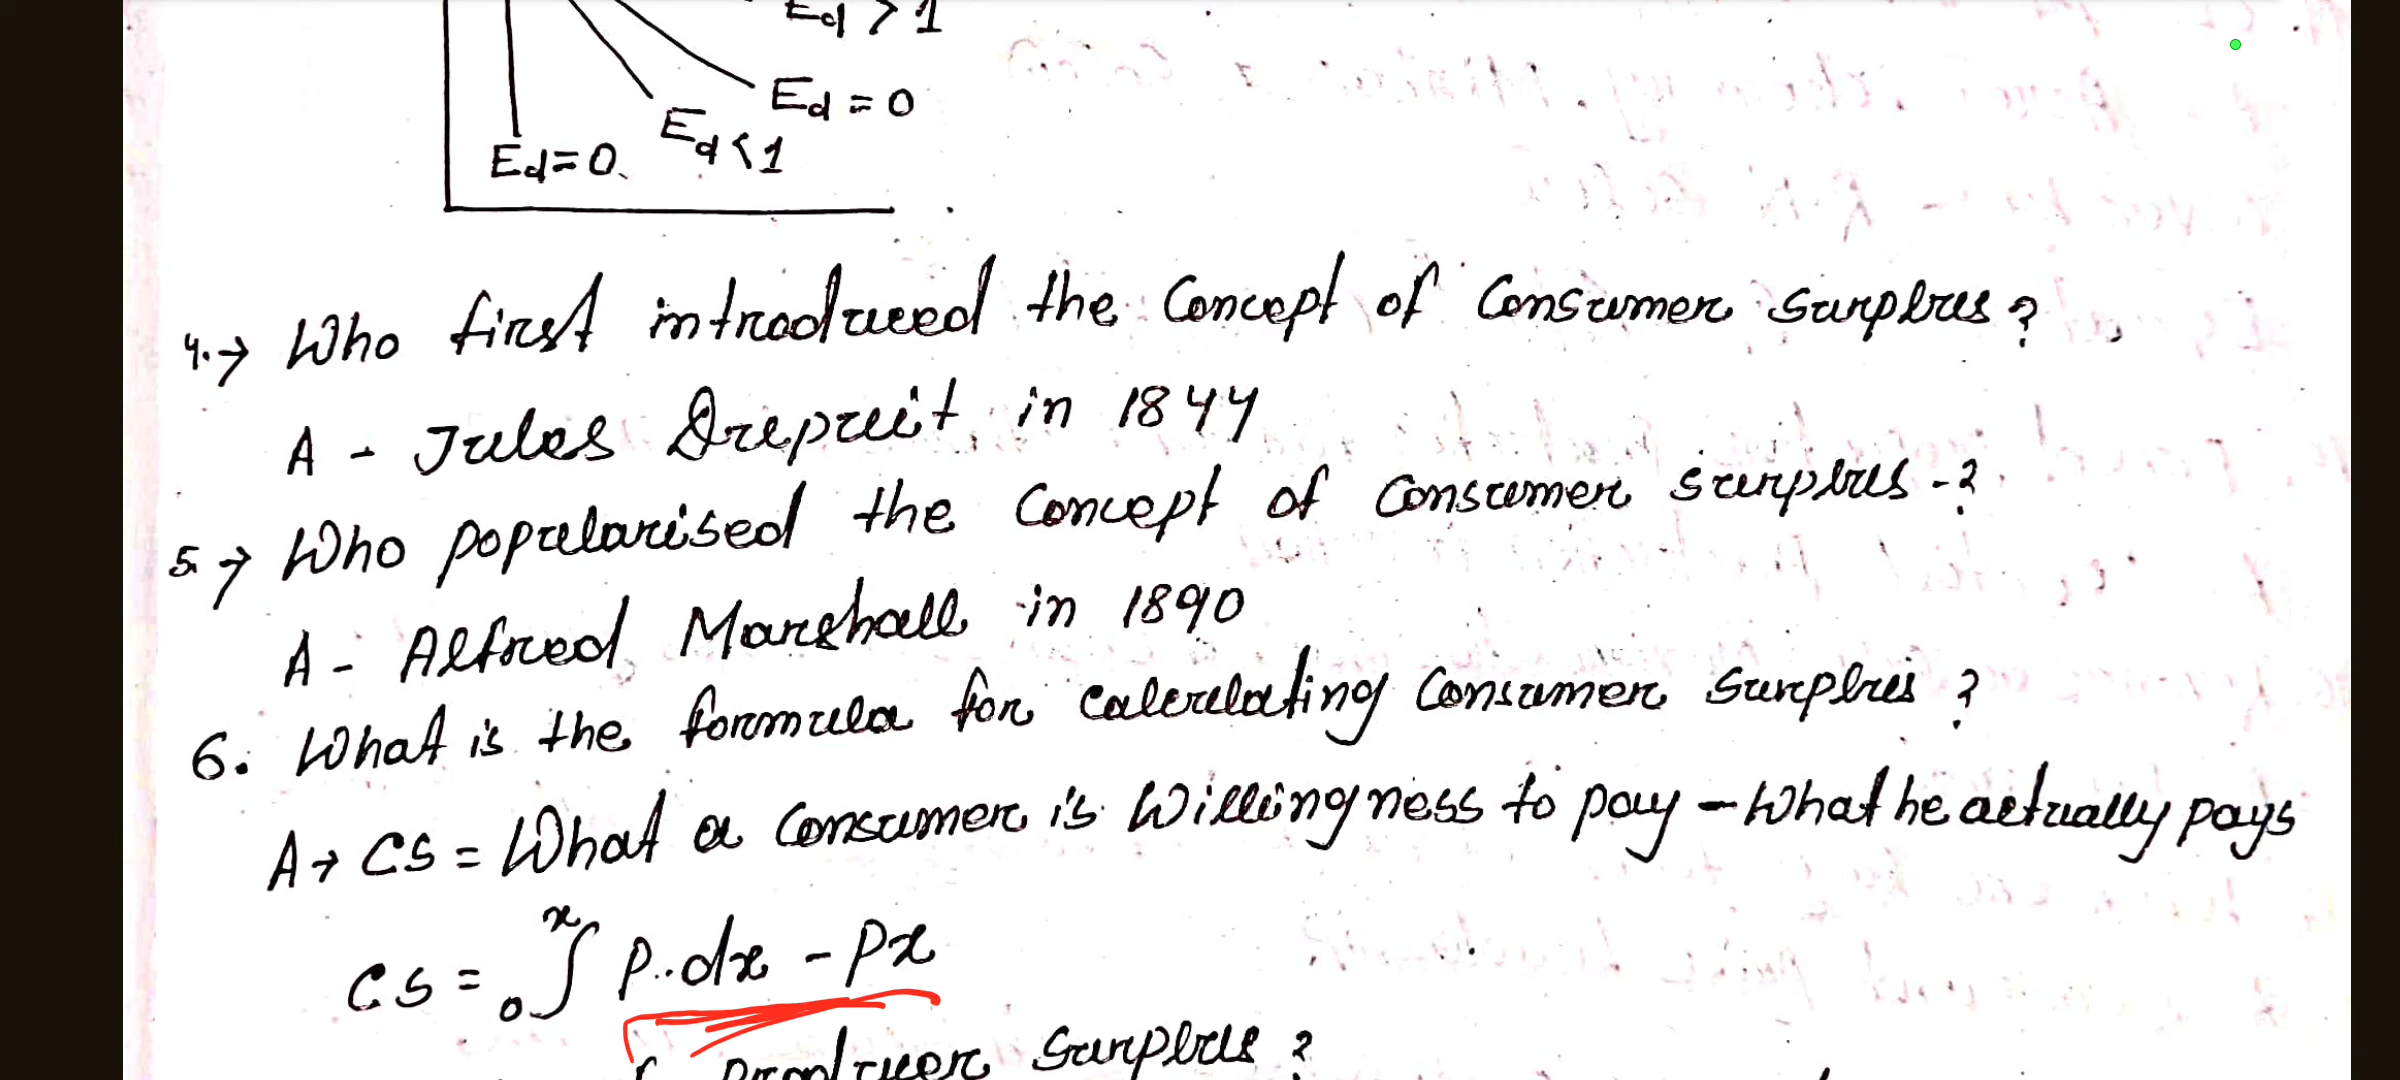 Ed > 1
Ed = 0
Ed < 1
Ed = 0
4. → Who first introduced the Concept of Consumer Surplus ?
A - Jules Drepuit in 1844
5 → Who popularised the Concept of Consumer surplus - ?
A - Alfred Marshall in 1890
6. What is the formula for calculating Consumer Surplus ?
A → CS = What a Consumer is Willingness to pay – What he actually pays
CS = 0∫x P.dx - Px
Producer Surplus ?